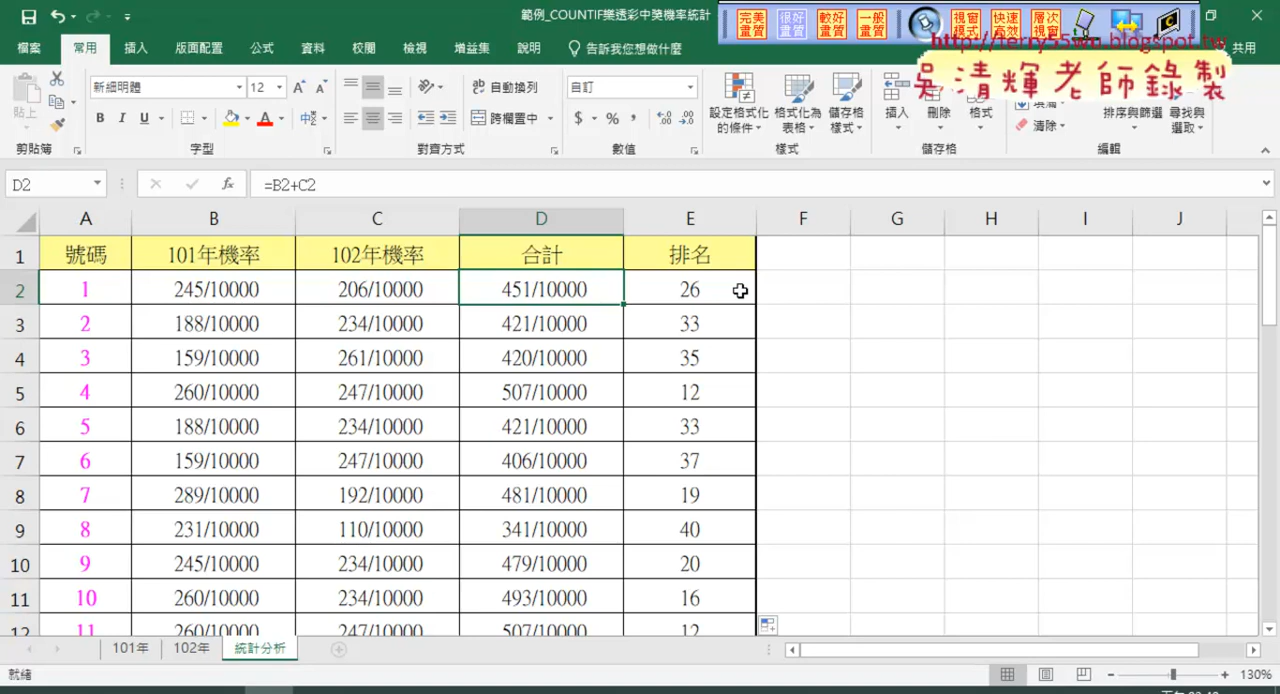 範例_COUNTIF樂透彩中獎機率統計
完美畫質 很好畫質 較好畫質 一般畫質 視窗模式 快速高效 層次視窗
檔案 常用 插入 版面配置 公式 資料 校閱 檢視 增益集 說明 告訴我您想做什麼 共用
http://terry55wu.blogspot.tw
吳清輝老師錄製
新細明體 12 自動換列 自訂
貼上 B I U 跨欄置中 $ % 設定格式化的條件 格式化為表格 儲存格樣式 插入 刪除 格式 清除 排序與篩選 尋找與選取
剪貼簿 字型 對齊方式 數值 樣式 儲存格 編輯
D2 fx =B2+C2
A B C D E F G H I J
1 號碼 101年機率 102年機率 合計 排名
2 1 245/10000 206/10000 451/10000 26
3 2 188/10000 234/10000 421/10000 33
4 3 159/10000 261/10000 420/10000 35
5 4 260/10000 247/10000 507/10000 12
6 5 188/10000 234/10000 421/10000 33
7 6 159/10000 247/10000 406/10000 37
8 7 289/10000 192/10000 481/10000 19
9 8 231/10000 110/10000 341/10000 40
10 9 245/10000 234/10000 479/10000 20
11 10 260/10000 234/10000 493/10000 16
12 11 260/10000 247/10000 507/10000 12
101年 102年 統計分析
就緒 130%